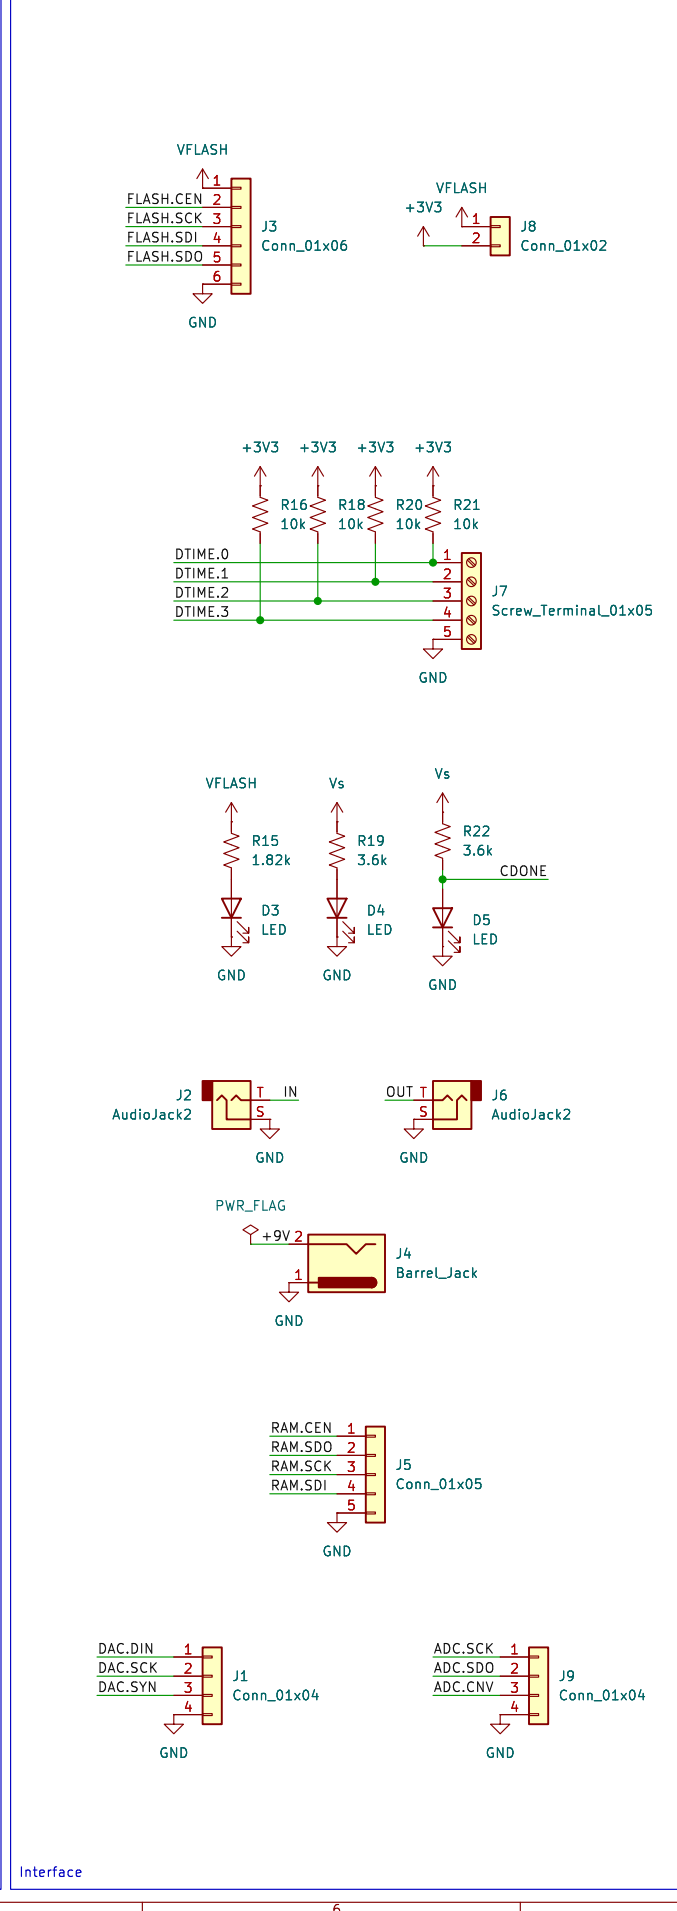 VFLASH
1
FLASH.CEN 2
FLASH.SCK 3
FLASH.SDI 4
FLASH.SDO 5
6
J3
Conn_01x06
GND
VFLASH
+3V3
1
2
J8
Conn_01x02
+3V3 +3V3 +3V3 +3V3
R16 R18 R20 R21
10k 10k 10k 10k
DTIME.0 1
DTIME.1 2
DTIME.2 3
DTIME.3 4
5
J7
Screw_Terminal_01x05
GND
VFLASH
R15
1.82k
D3
LED
GND
Vs
R19
3.6k
D4
LED
GND
Vs
R22
3.6k
CDONE
D5
LED
GND
J2
AudioJack2
T IN
S
GND
OUT T
S
J6
AudioJack2
GND
PWR_FLAG
+9V 2
1
J4
Barrel_Jack
GND
RAM.CEN 1
RAM.SDO 2
RAM.SCK 3
RAM.SDI 4
5
J5
Conn_01x05
GND
DAC.DIN 1
DAC.SCK 2
DAC.SYN 3
4
J1
Conn_01x04
GND
ADC.SCK 1
ADC.SDO 2
ADC.CNV 3
4
J9
Conn_01x04
GND
Interface
6